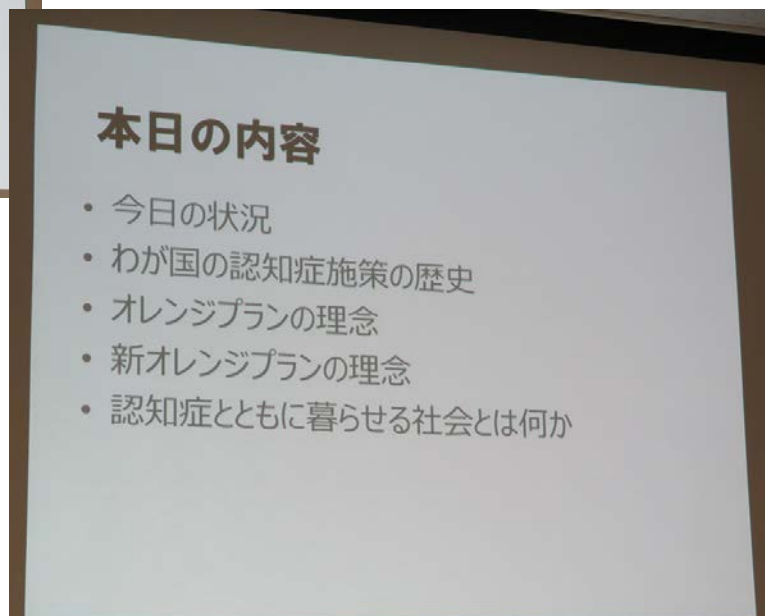 本日の内容
• 今日の状況
• わが国の認知症施策の歴史
• オレンジプランの理念
• 新オレンジプランの理念
• 認知症とともに暮らせる社会とは何か